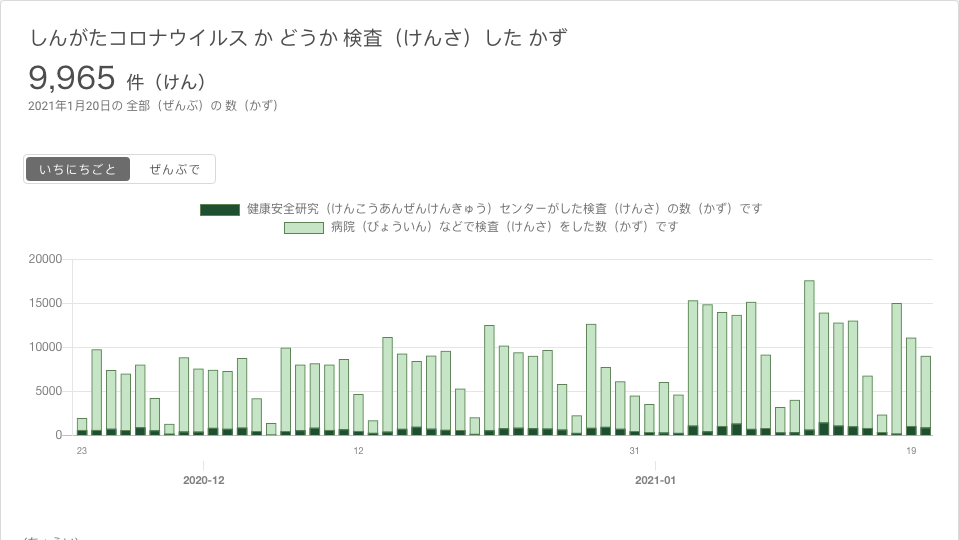 しんがたコロナウイルス か どうか 検査（けんさ）した かず
9,965 件（けん）
2021年1月20日の 全部（ぜんぶ）の 数（かず）
いちにちごと ぜんぶで
健康安全研究（けんこうあんぜんけんきゅう）センターがした検査（けんさ）の数（かず）です
病院（びょういん）などで検査（けんさ）をした数（かず）です
20000
15000
10000
5000
0
23 12 31 19
2020-12 2021-01